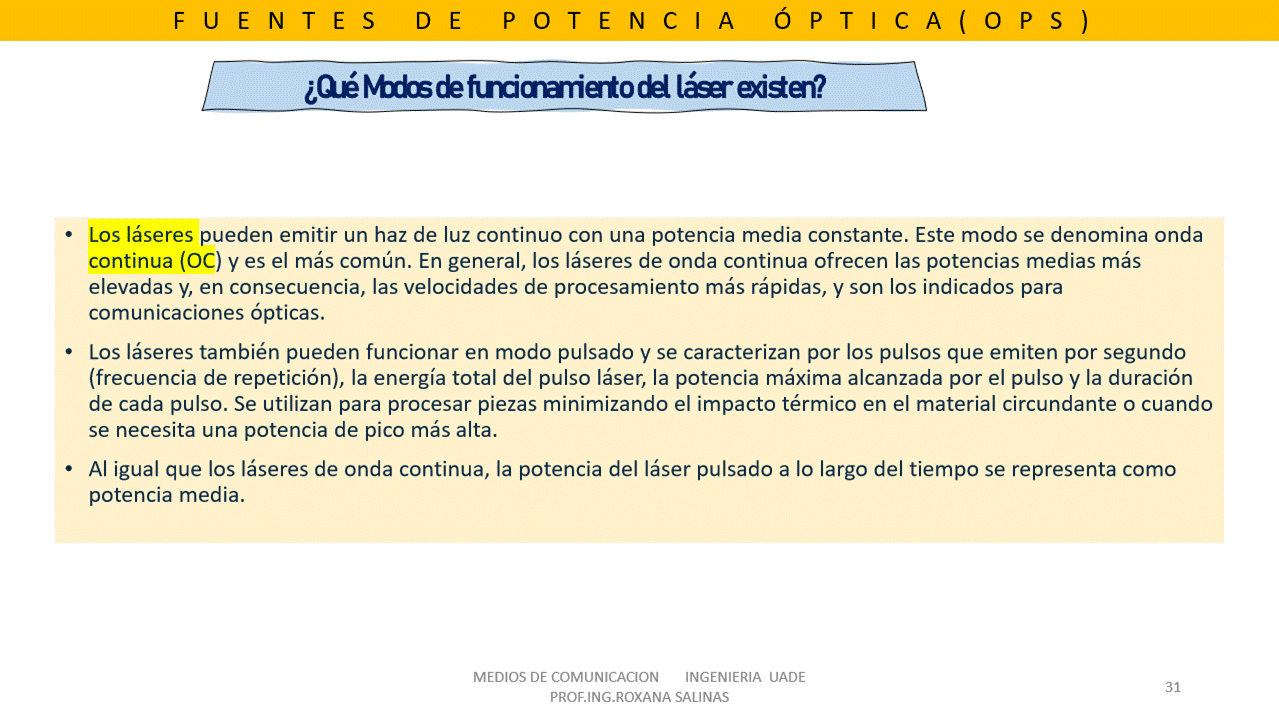 FUENTES DE POTENCIA ÓPTICA(OPS)
¿Qué Modos de funcionamiento del láser existen?
• Los láseres pueden emitir un haz de luz continuo con una potencia media constante. Este modo se denomina onda
continua (OC) y es el más común. En general, los láseres de onda continua ofrecen las potencias medias más
elevadas y, en consecuencia, las velocidades de procesamiento más rápidas, y son los indicados para
comunicaciones ópticas.
• Los láseres también pueden funcionar en modo pulsado y se caracterizan por los pulsos que emiten por segundo
(frecuencia de repetición), la energía total del pulso láser, la potencia máxima alcanzada por el pulso y la duración
de cada pulso. Se utilizan para procesar piezas minimizando el impacto térmico en el material circundante o cuando
se necesita una potencia de pico más alta.
• Al igual que los láseres de onda continua, la potencia del láser pulsado a lo largo del tiempo se representa como
potencia media.
MEDIOS DE COMUNICACION INGENIERIA UADE
PROF.ING.ROXANA SALINAS
31